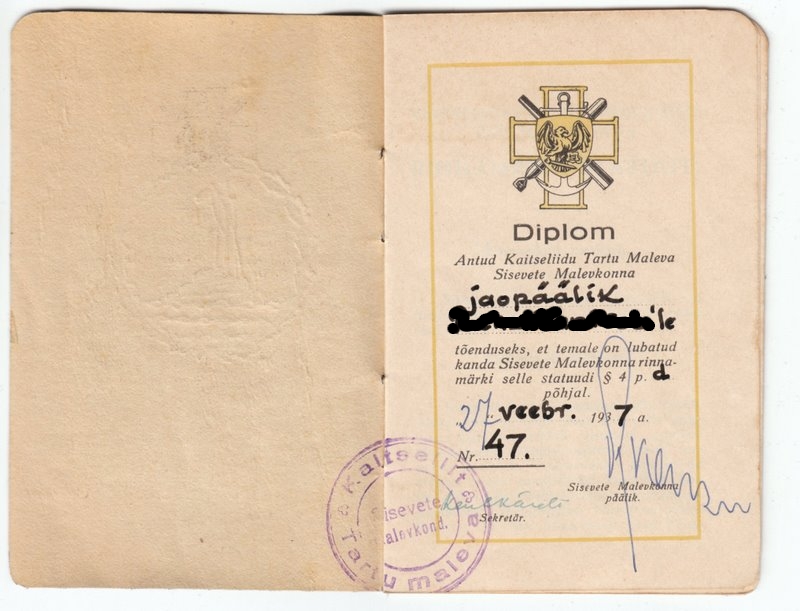 Diplom
Antud Kaitseliidu Tartu Maleva
Sisevete Malevkonna
jaopäälik
'le
tõenduseks, et temale on lubatud
kanda Sisevete Malevkonna rinna-
märki selle statuudi § 4 p. d
põhjal.
27 veebr. 1937 a.
Nr. 47.
Sisevete Malevkonna
päälik.
Sekretär.
Kaitseliit
Sisevete
Malevkond.
Tartu malev